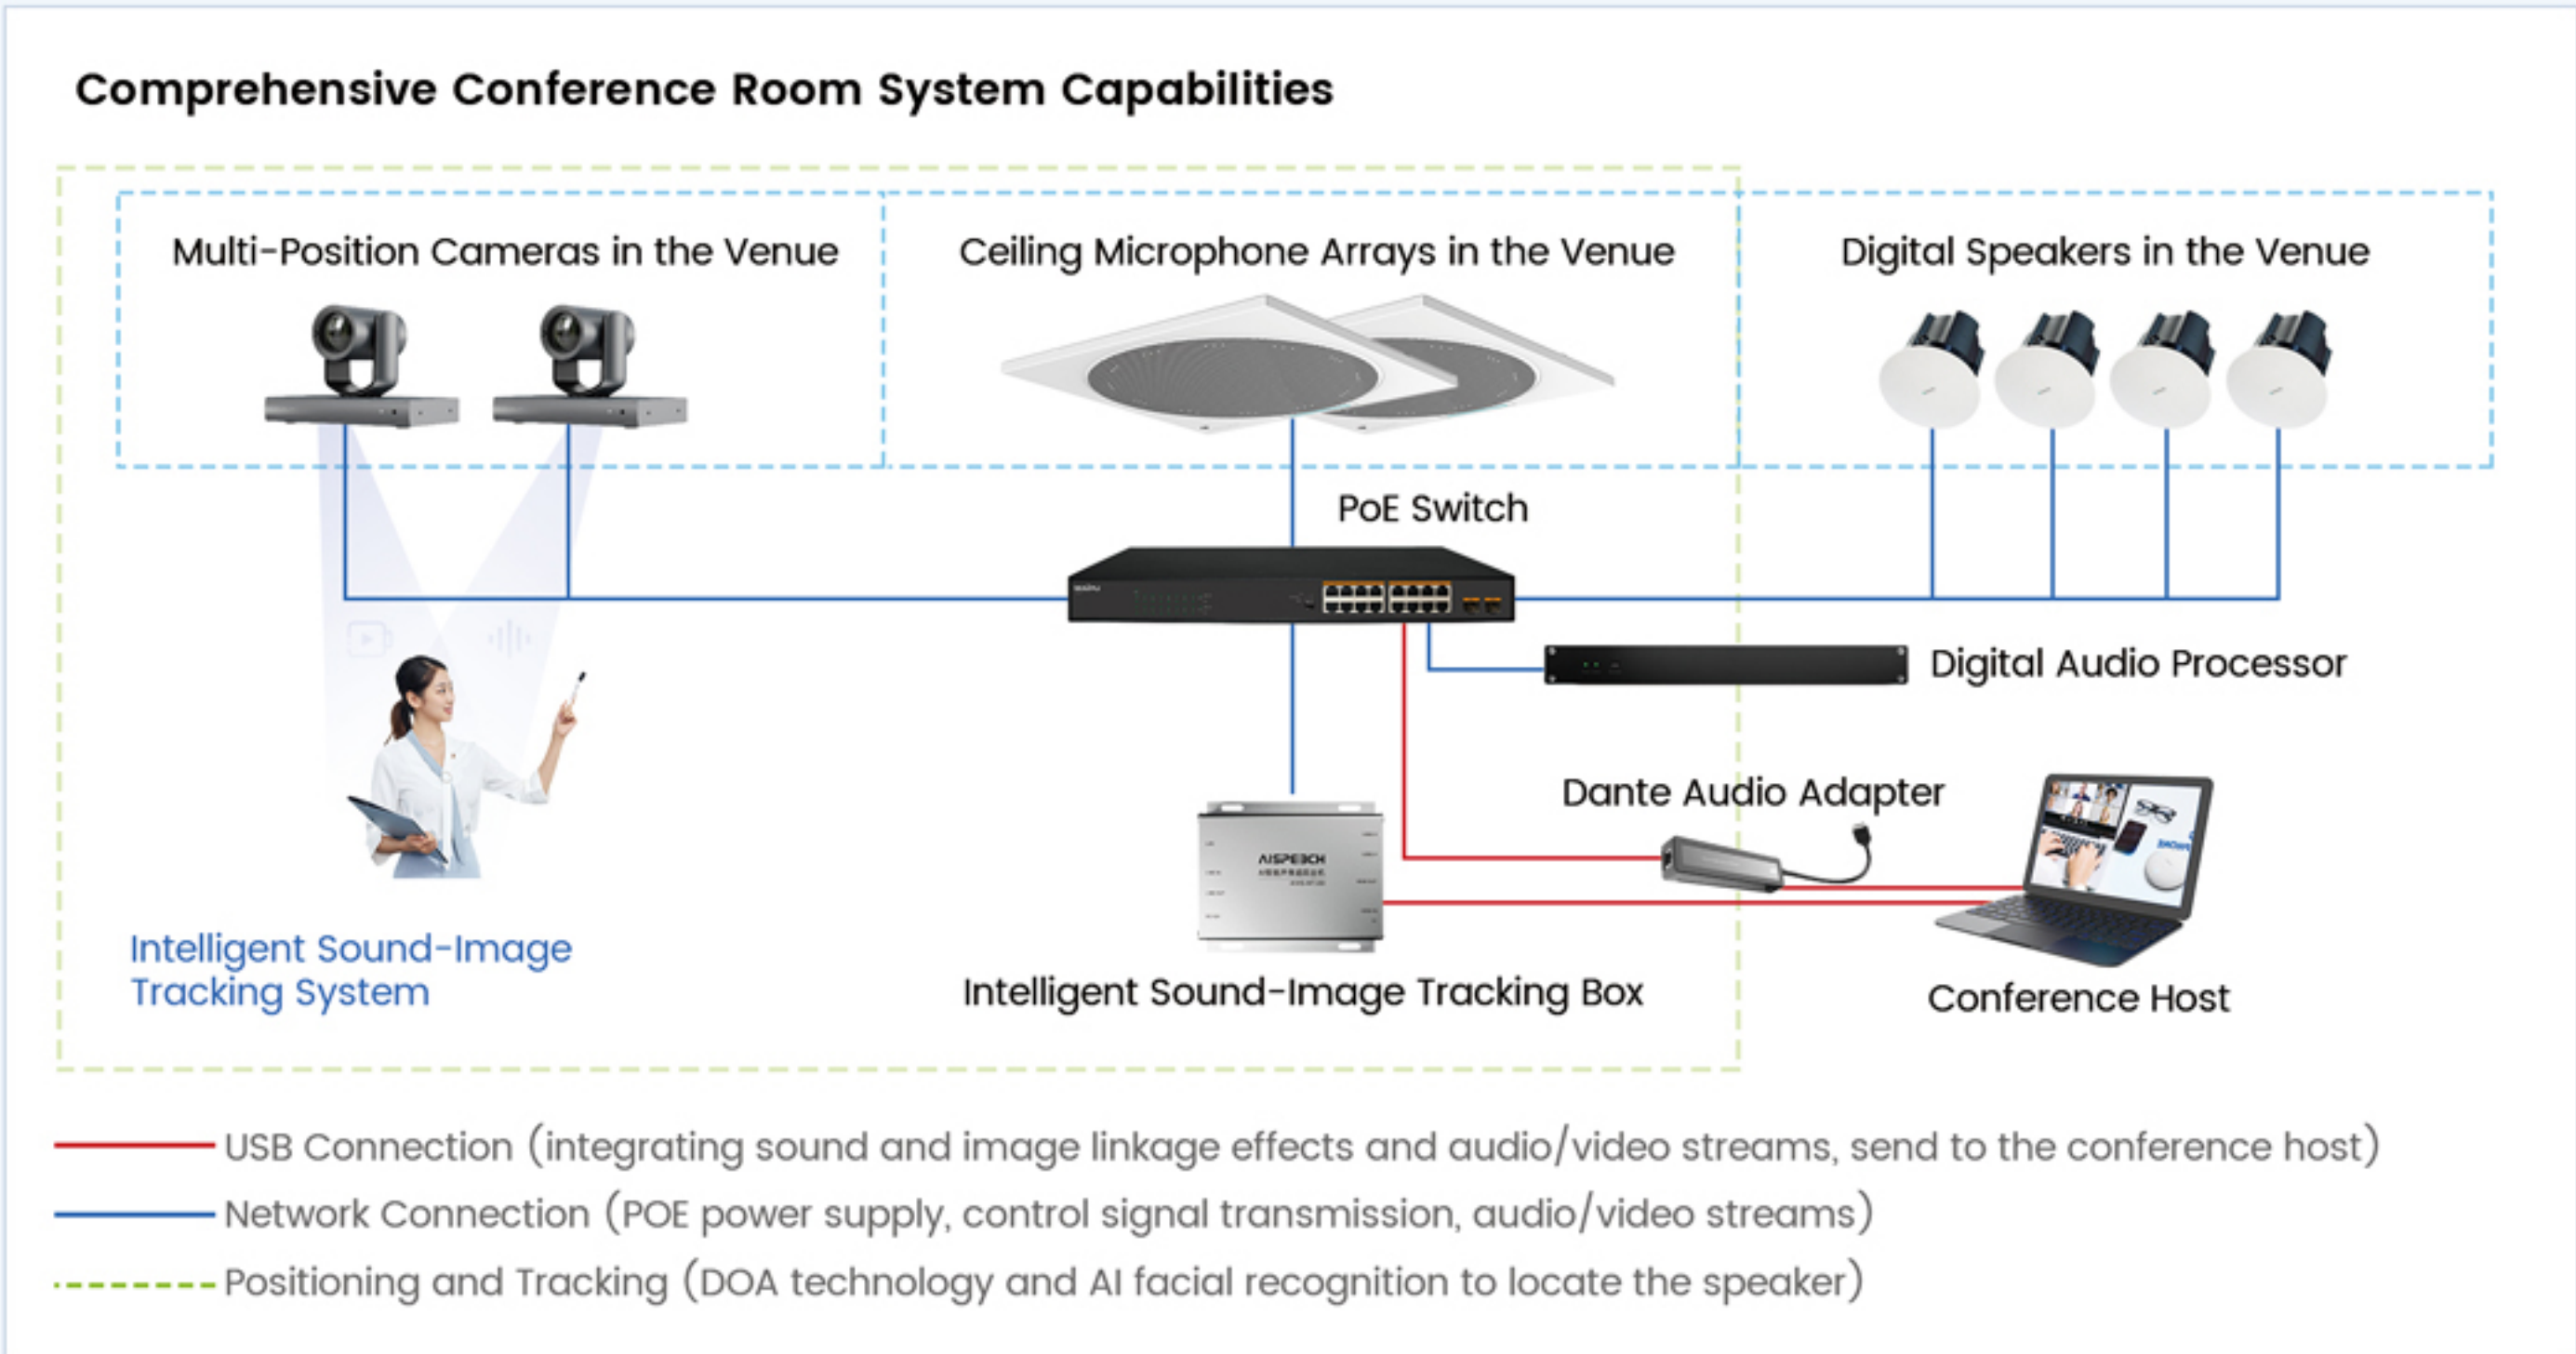 Comprehensive Conference Room System Capabilities
Multi-Position Cameras in the Venue
Ceiling Microphone Arrays in the Venue
Digital Speakers in the Venue
PoE Switch
Digital Audio Processor
Dante Audio Adapter
AISPEECH
Intelligent Sound-Image
Tracking System
Intelligent Sound-Image Tracking Box
Conference Host
USB Connection (integrating sound and image linkage effects and audio/video streams, send to the conference host)
Network Connection (POE power supply, control signal transmission, audio/video streams)
Positioning and Tracking (DOA technology and AI facial recognition to locate the speaker)